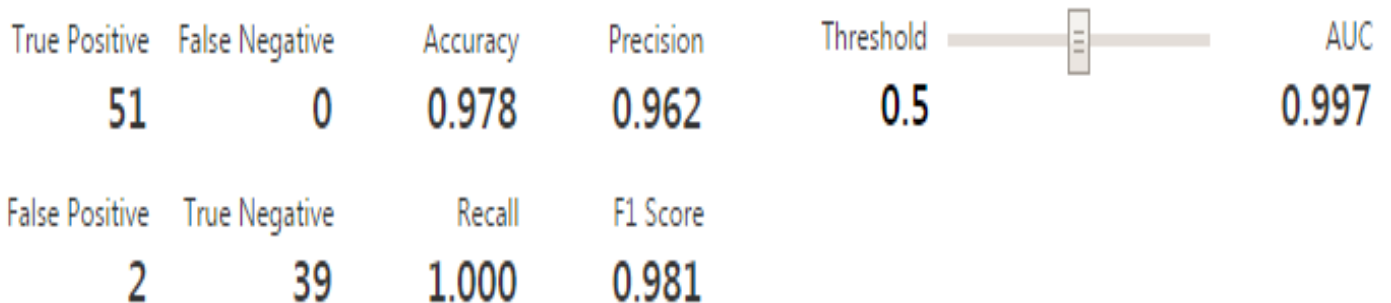 True Positive False Negative Accuracy Precision Threshold AUC
51 0 0.978 0.962 0.5 0.997
False Positive True Negative Recall F1 Score
2 39 1.000 0.981